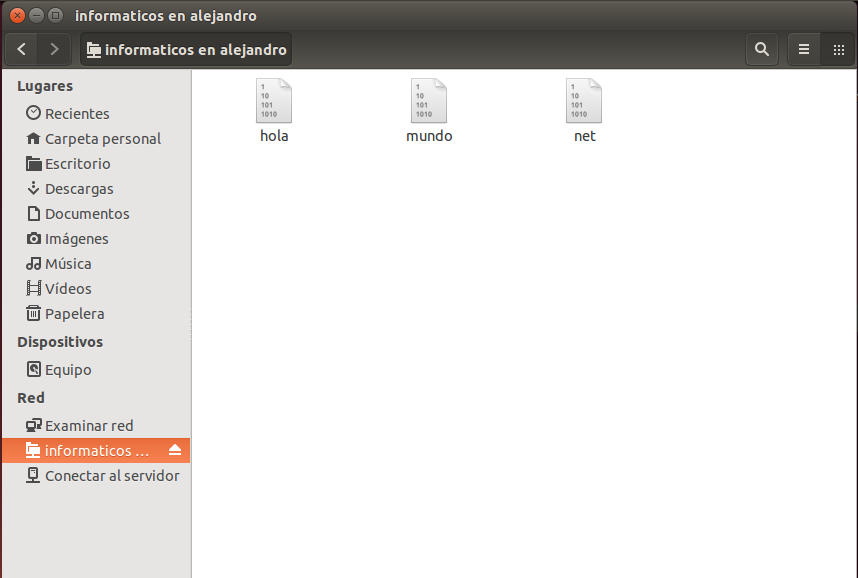 informaticos en alejandro
informaticos en alejandro
Lugares
Recientes
Carpeta personal
Escritorio
Descargas
Documentos
Imágenes
Música
Vídeos
Papelera
Dispositivos
Equipo
Red
Examinar red
informaticos ...
Conectar al servidor
1
10
101
1010
hola
1
10
101
1010
mundo
1
10
101
1010
net